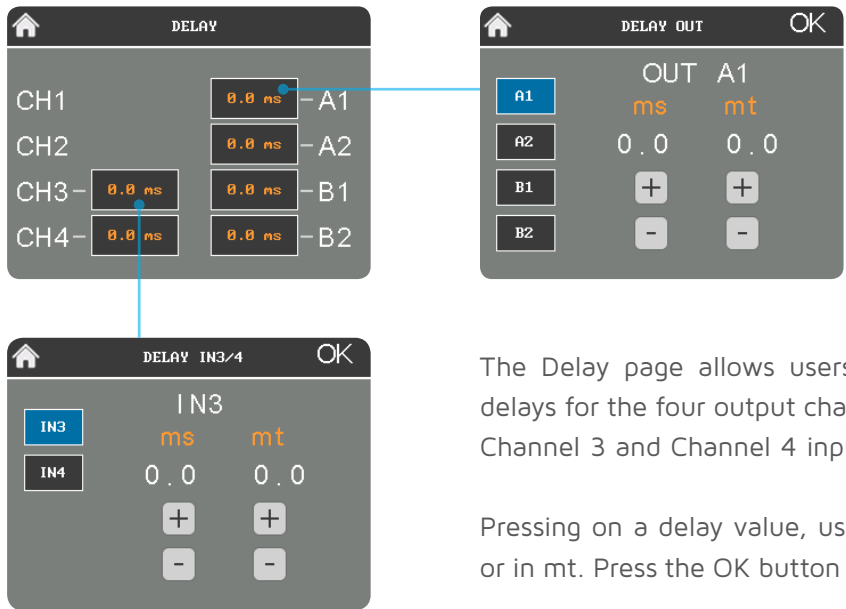 DELAY
CH1 0.0 ms A1
CH2 0.0 ms A2
CH3 0.0 ms 0.0 ms B1
CH4 0.0 ms 0.0 ms B2
DELAY OUT OK
OUT A1
A1
ms mt
A2
0.0 0.0
B1
+ +
B2
- -
DELAY IN3/4 OK
IN3
IN3
ms mt
IN4
0.0 0.0
+ +
- -
The Delay page allows
delays for the four output
Channel 3 and Channel 4
Pressing on a delay value,
or in mt. Press the OK button